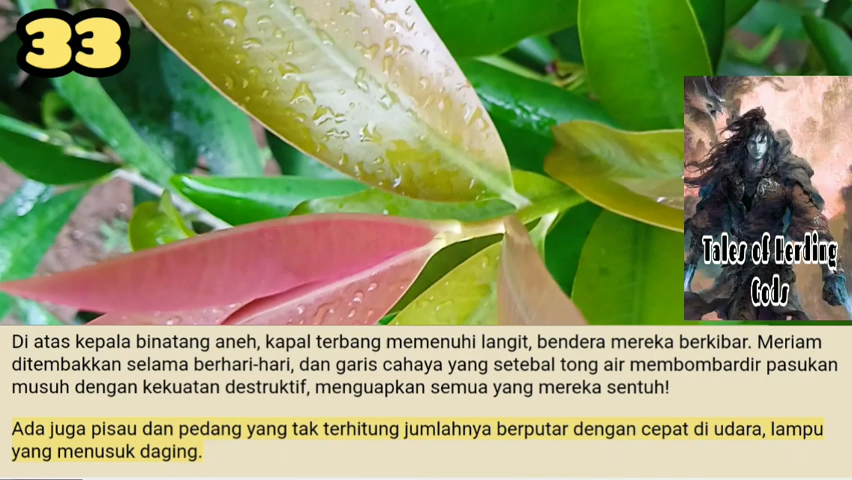 33
Tales of Herding
Gods
Di atas kepala binatang aneh, kapal terbang memenuhi langit, bendera mereka berkibar. Meriam
ditembakkan selama berhari-hari, dan garis cahaya yang setebal tong air membombardir pasukan
musuh dengan kekuatan destruktif, menguapkan semua yang mereka sentuh!
Ada juga pisau dan pedang yang tak terhitung jumlahnya berputar dengan cepat di udara, lampu
yang menusuk daging.